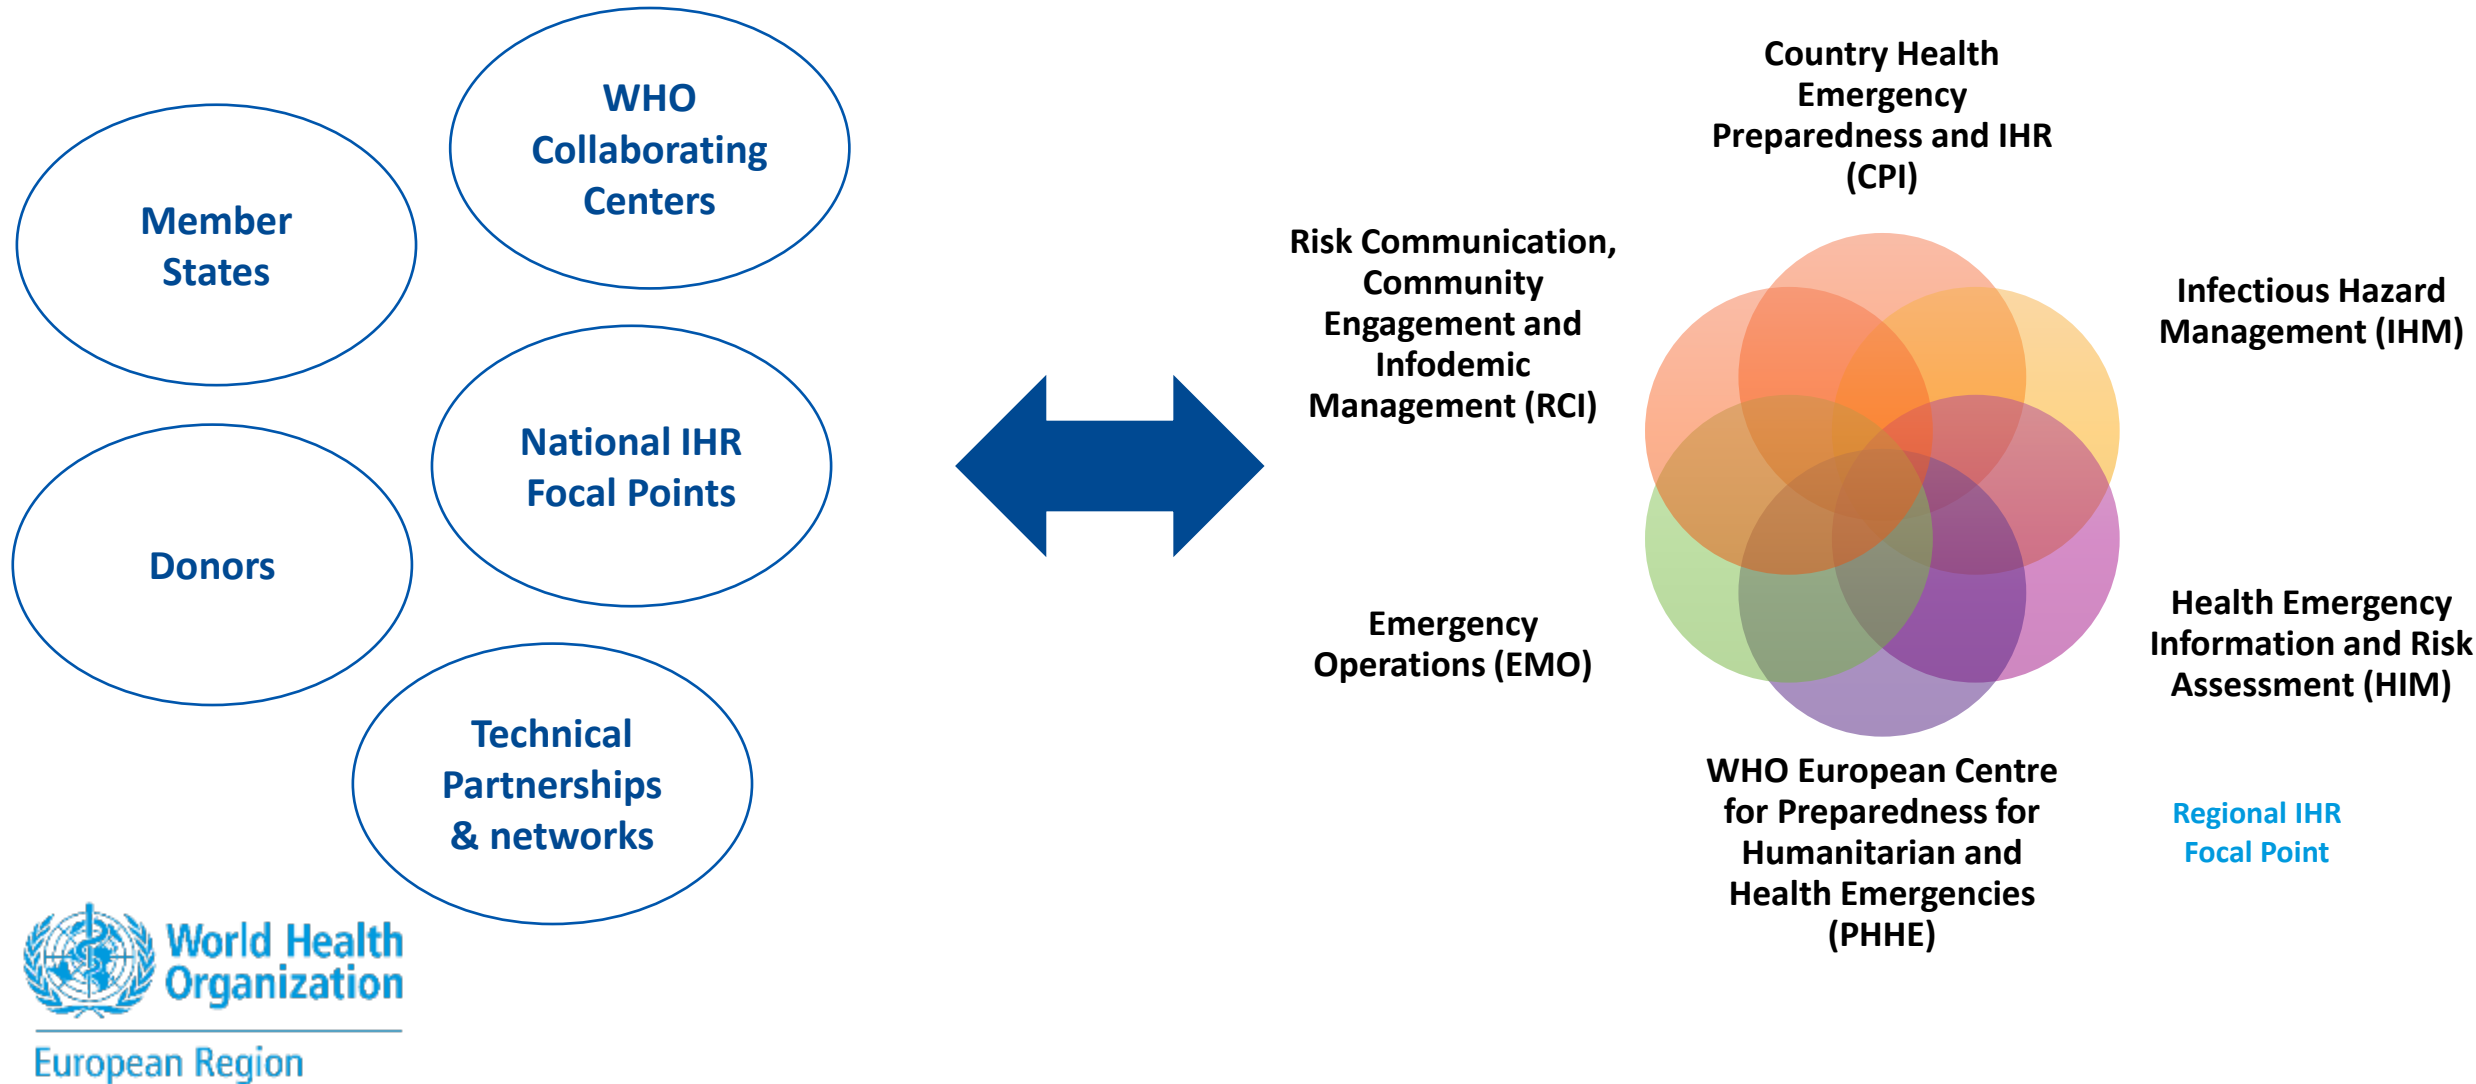 WHO
Collaborating
Centers
Member
States
National IHR
Focal Points
Donors
Technical
Partnerships
& networks
Country Health
Emergency
Preparedness and IHR
(CPI)
Risk Communication,
Community
Engagement and
Infodemic
Management (RCI)
Infectious Hazard
Management (IHM)
Emergency
Operations (EMO)
Health Emergency
Information and Risk
Assessment (HIM)
WHO European Centre
for Preparedness for
Humanitarian and
Health Emergencies
(PHHE)
Regional IHR
Focal Point
World Health
Organization
European Region